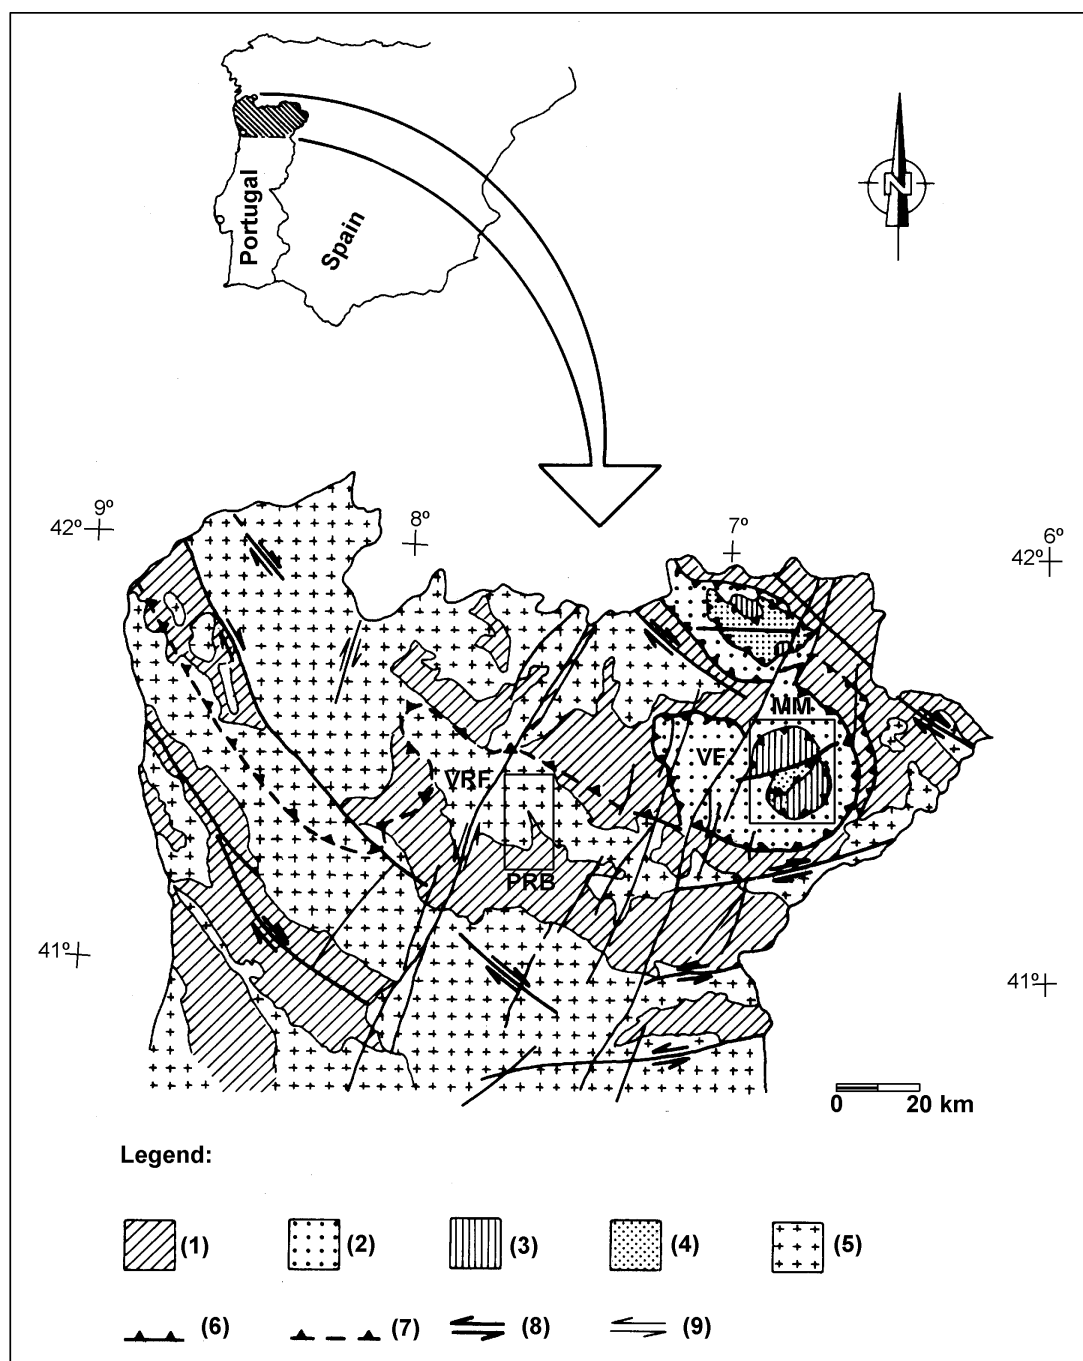 Portugal
Spain
N
9º
42º
8º
7º
6º
42º
MM
VF
VRF
PRB
41º
41º
0 20 km
Legend:
(1) (2) (3) (4) (5)
(6) (7) (8) (9)